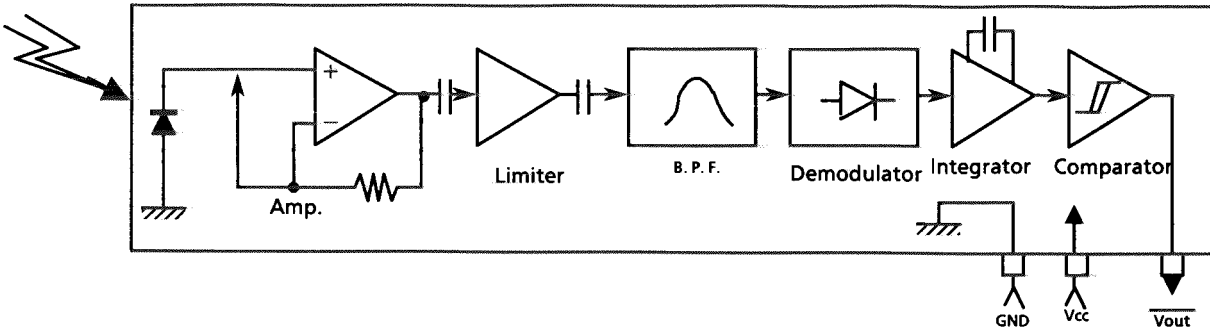 +
−
Amp.
Limiter
B. P. F.
Demodulator
Integrator
Comparator
GND
Vcc
Vout